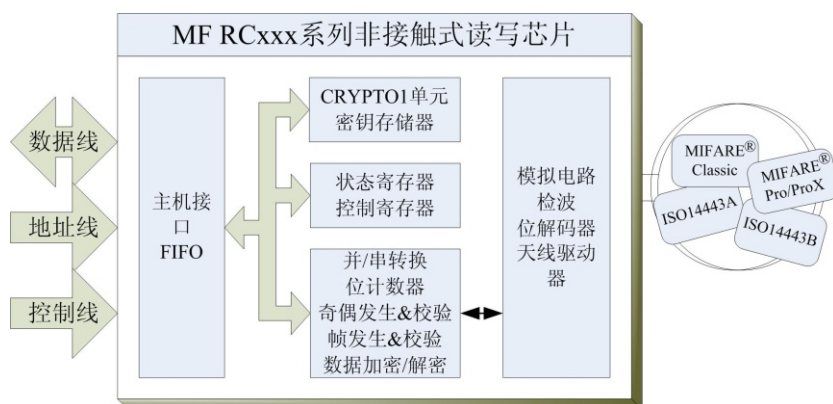 MF RCxxx系列非接触式读写芯片
数据线
地址线
控制线
主机接
口
FIFO
CRYPTO1单元
密钥存储器
状态寄存器
控制寄存器
并/串转换
位计数器
奇偶发生&校验
帧发生&校验
数据加密/解密
模拟电路
检波
位解码器
天线驱动
器
MIFARE®
Classic
MIFARE®
Pro/ProX
ISO14443A
ISO14443B